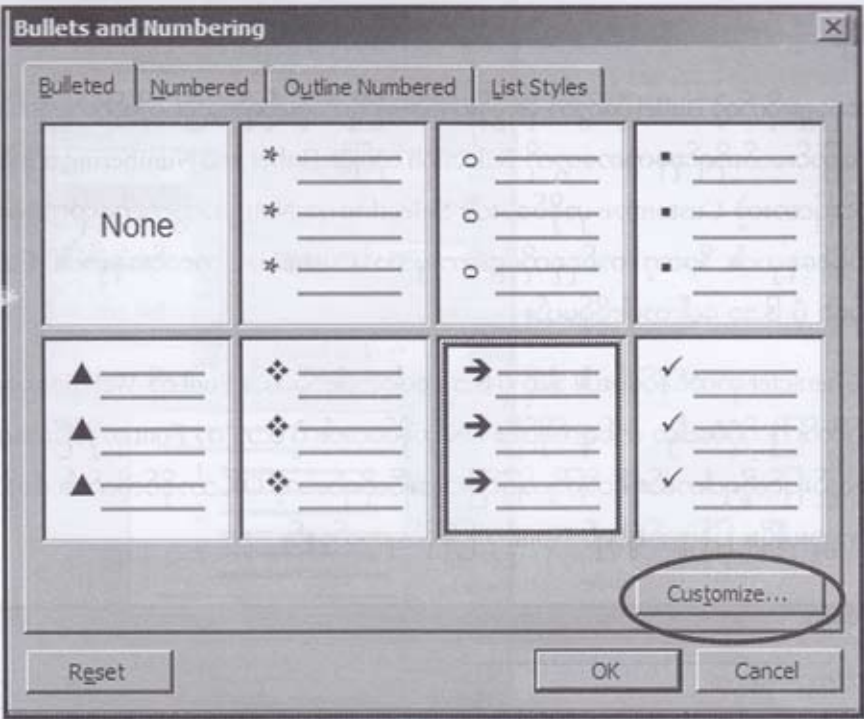 Bullets and Numbering
Bulleted Numbered Outline Numbered List Styles
None
Customize...
Reset OK Cancel